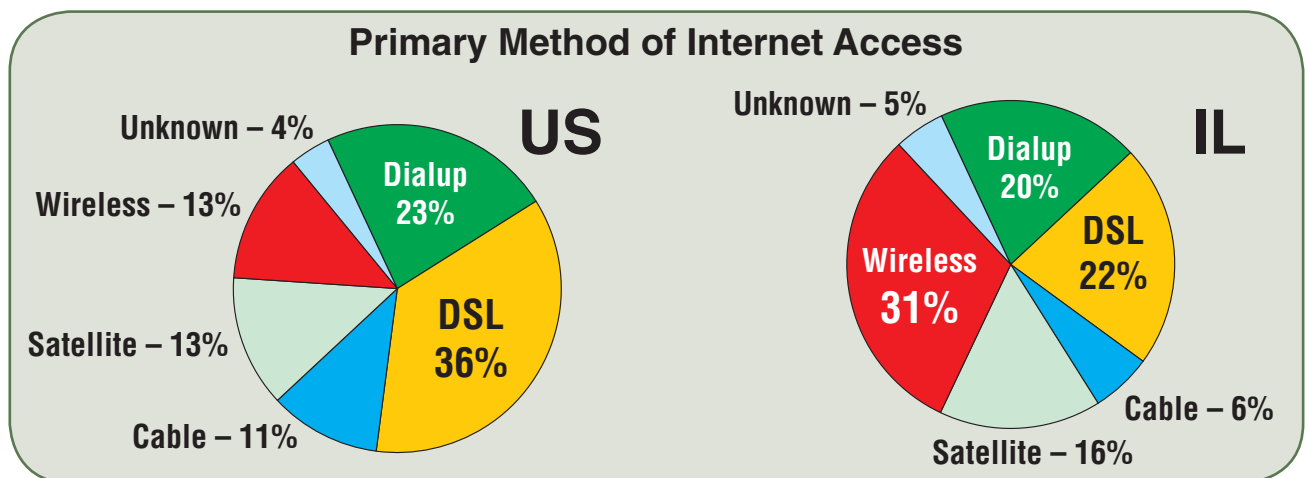 Primary Method of Internet Access
US
Unknown – 4%
Dialup
23%
Wireless – 13%
DSL
36%
Satellite – 13%
Cable – 11%
IL
Unknown – 5%
Dialup
20%
DSL
22%
Wireless
31%
Cable – 6%
Satellite – 16%